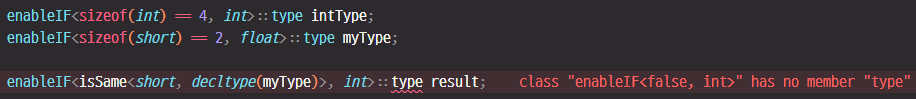 enableIF<sizeof(int) == 4, int>::type intType;
enableIF<sizeof(short) == 2, float>::type myType;
enableIF<isSame<short, decltype(myType)>, int>::type result; class "enableIF<false, int>" has no member "type"